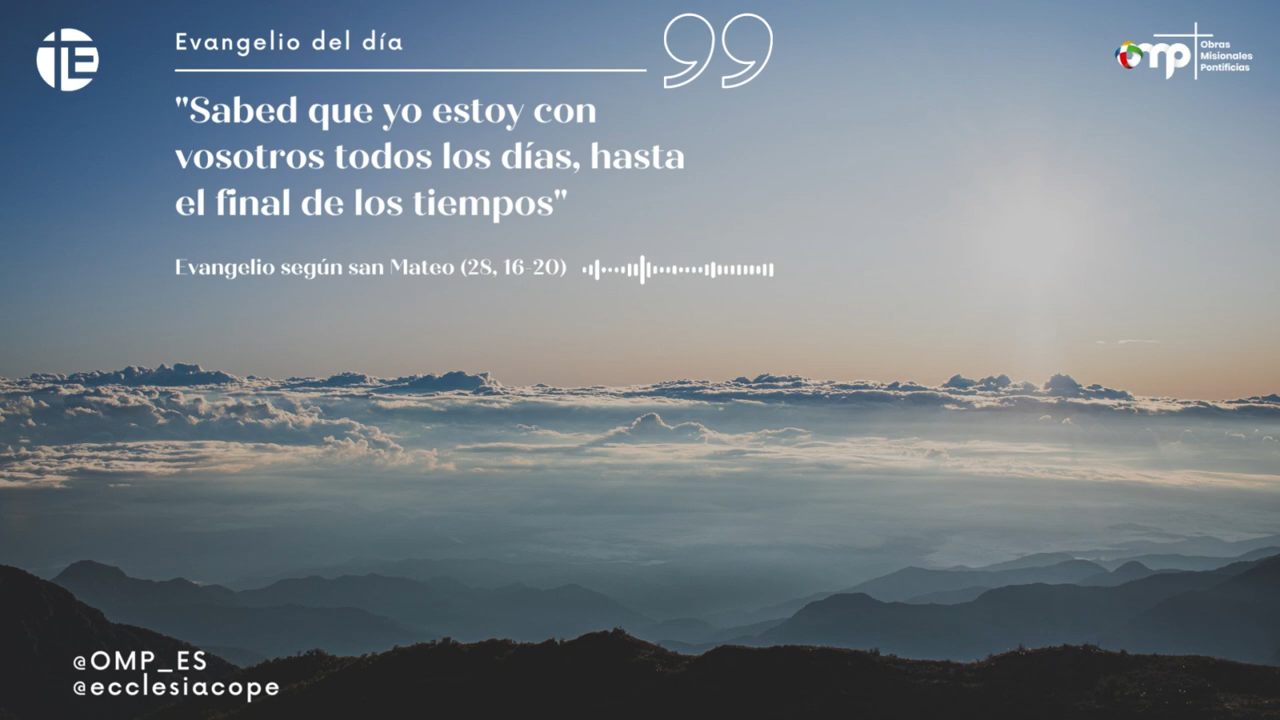 Evangelio del día
"Sabed que yo estoy con
vosotros todos los días, hasta
el final de los tiempos"
Evangelio según san Mateo (28, 16-20)
omp
Obras
Misionales
Pontificias
@OMP_ES
@ecclesiacope